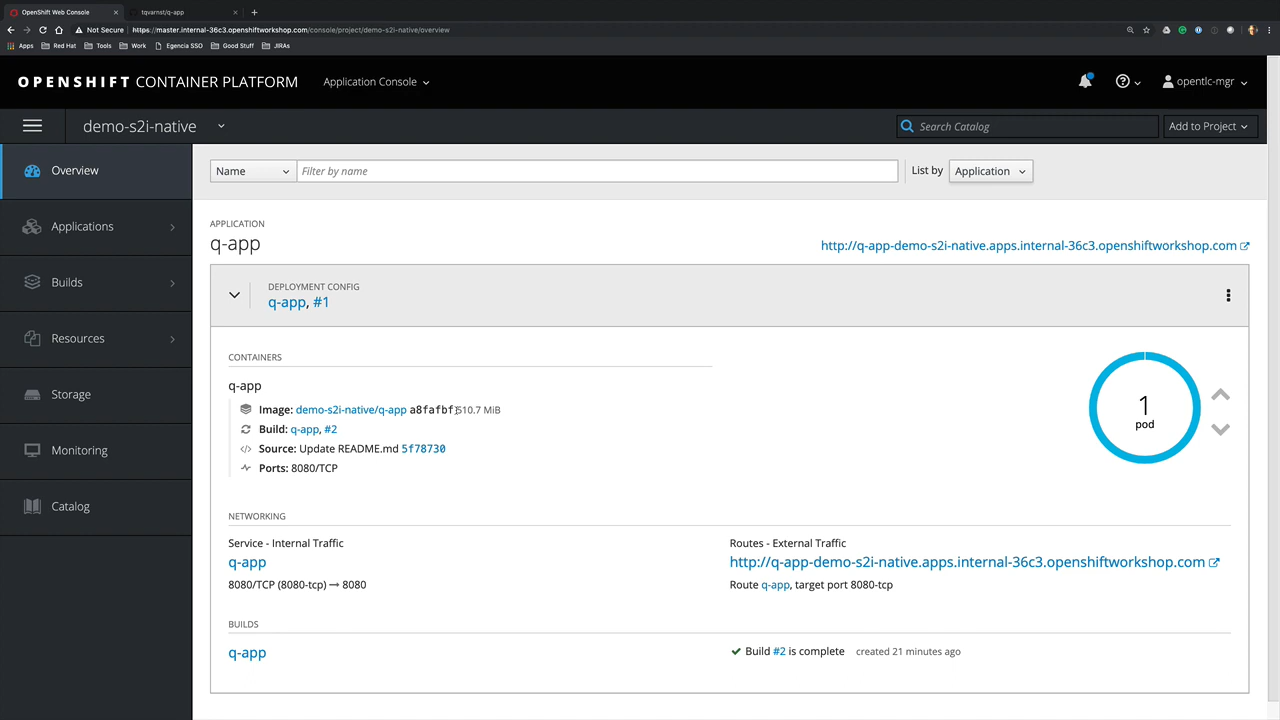 OpenShift Web Console
tqvarnst/q-app
Not Secure https://master.internal-36c3.openshiftworkshop.com/console/project/demo-s2i-native/overview
Apps Red Hat Tools Work Egencia SSO Good Stuff JIRAs
OPENSHIFT CONTAINER PLATFORM Application Console opentlc-mgr
demo-s2i-native Search Catalog Add to Project
Overview
Applications
Builds
Resources
Storage
Monitoring
Catalog
Name Filter by name List by Application
APPLICATION
q-app http://q-app-demo-s2i-native.apps.internal-36c3.openshiftworkshop.com
DEPLOYMENT CONFIG
q-app, #1
CONTAINERS
q-app
Image: demo-s2i-native/q-app a8fafbf 510.7 MiB
Build: q-app, #2
Source: Update README.md 5f78730
Ports: 8080/TCP
1
pod
NETWORKING
Service - Internal Traffic
q-app
8080/TCP (8080-tcp) → 8080
Routes - External Traffic
http://q-app-demo-s2i-native.apps.internal-36c3.openshiftworkshop.com
Route q-app, target port 8080-tcp
BUILDS
q-app
Build #2 is complete created 21 minutes ago